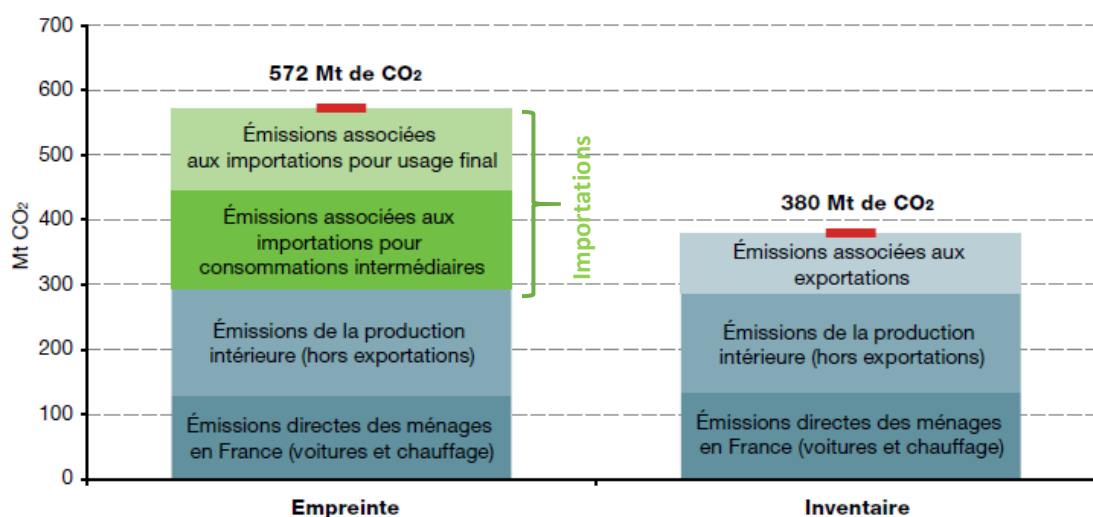 700
600
500
400
300
200
100
0
Mt CO₂
572 Mt de CO₂
Émissions associées
aux importations pour usage final
Émissions associées aux
importations pour
consommations intermédiaires
Émissions de la production
intérieure (hors exportations)
Émissions directes des ménages
en France (voitures et chauffage)
Importations
380 Mt de CO₂
Émissions associées aux
exportations
Émissions de la production
intérieure (hors exportations)
Émissions directes des ménages
en France (voitures et chauffage)
Empreinte
Inventaire